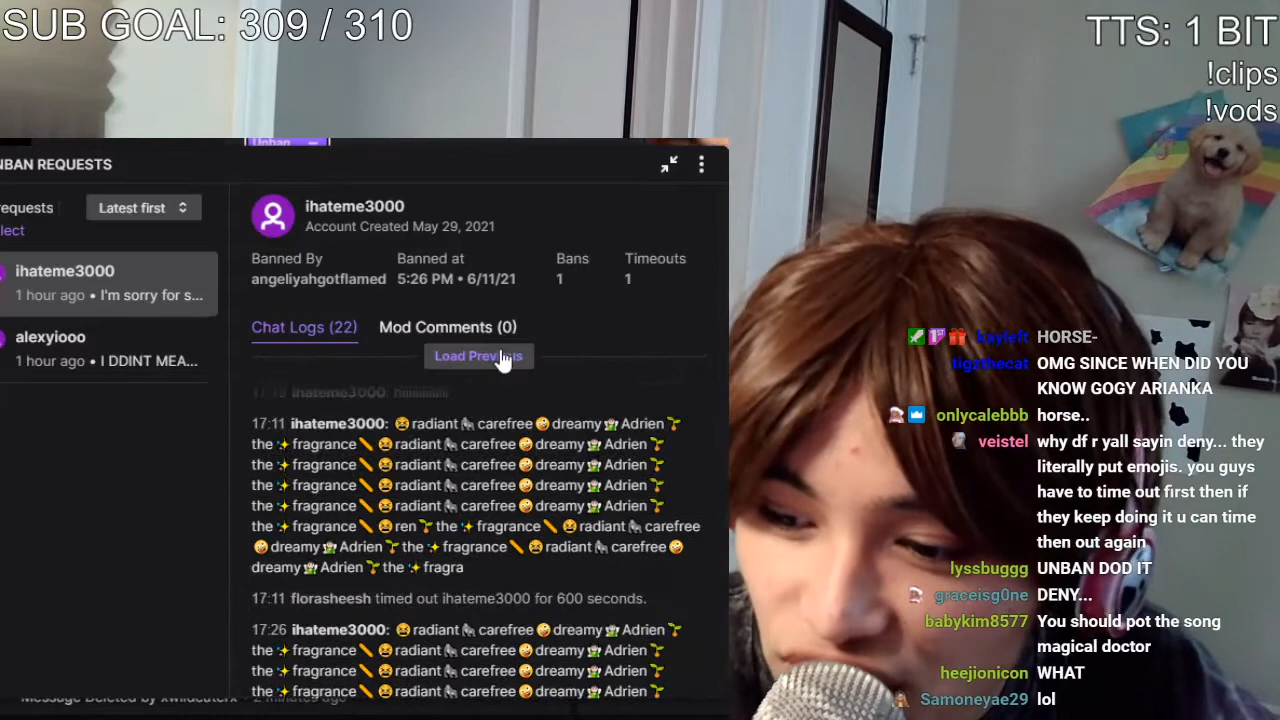 SUB GOAL: 309 / 310
TTS: 1 BIT
!clips
!vods
Unban
NBAN REQUESTS
requests
Latest first
lect
ihateme3000
1 hour ago • I'm sorry for s...
alexyiooo
1 hour ago • I DDINT MEA...
ihateme3000
Account Created May 29, 2021
Banned By
Banned at
Bans
Timeouts
angeliyahgotflamed
5:26 PM • 6/11/21
1
1
Chat Logs (22)
Mod Comments (0)
Load Previous
ihateme3000:
17:11 ihateme3000: 😫 radiant 🦍 carefree 🤪 dreamy 🧝 Adrien 🌱
the ✨ fragrance 🥖 😫 radiant 🦍 carefree 🤪 dreamy 🧝 Adrien 🌱
the ✨ fragrance 🥖 😫 radiant 🦍 carefree 🤪 dreamy 🧝 Adrien 🌱
the ✨ fragrance 🥖 😫 radiant 🦍 carefree 🤪 dreamy 🧝 Adrien 🌱
the ✨ fragrance 🥖 😫 radiant 🦍 carefree 🤪 dreamy 🧝 Adrien 🌱
the ✨ fragrance 🥖 😫 ren 🌱 the ✨ fragrance 🥖 😫 radiant 🦍 carefree
🤪 dreamy 🧝 Adrien 🌱 the ✨ fragrance 🥖 😫 radiant 🦍 carefree 🤪
dreamy 🧝 Adrien 🌱 the ✨ fragra
17:11 florasheesh timed out ihateme3000 for 600 seconds.
17:26 ihateme3000: 😫 radiant 🦍 carefree 🤪 dreamy 🧝 Adrien 🌱
the ✨ fragrance 🥖 😫 radiant 🦍 carefree 🤪 dreamy 🧝 Adrien 🌱
the ✨ fragrance 🥖 😫 radiant 🦍 carefree 🤪 dreamy 🧝 Adrien 🌱
the ✨ fragrance 🥖 😫 radiant 🦍 carefree 🤪 dreamy 🧝 Adrien 🌱
kayleft HORSE-
tigzthecat OMG SINCE WHEN DID YOU
KNOW GOGY ARIANKA
onlycalebbb horse..
veistel why df r yall sayin deny... they
literally put emojis. you guys
have to time out first then if
they keep doing it u can time
then out again
lyssbuggg UNBAN DOD IT
graceisg0ne DENY...
babykim8577 You should pot the song
magical doctor
heejionicon WHAT
Samoneyae29 lol